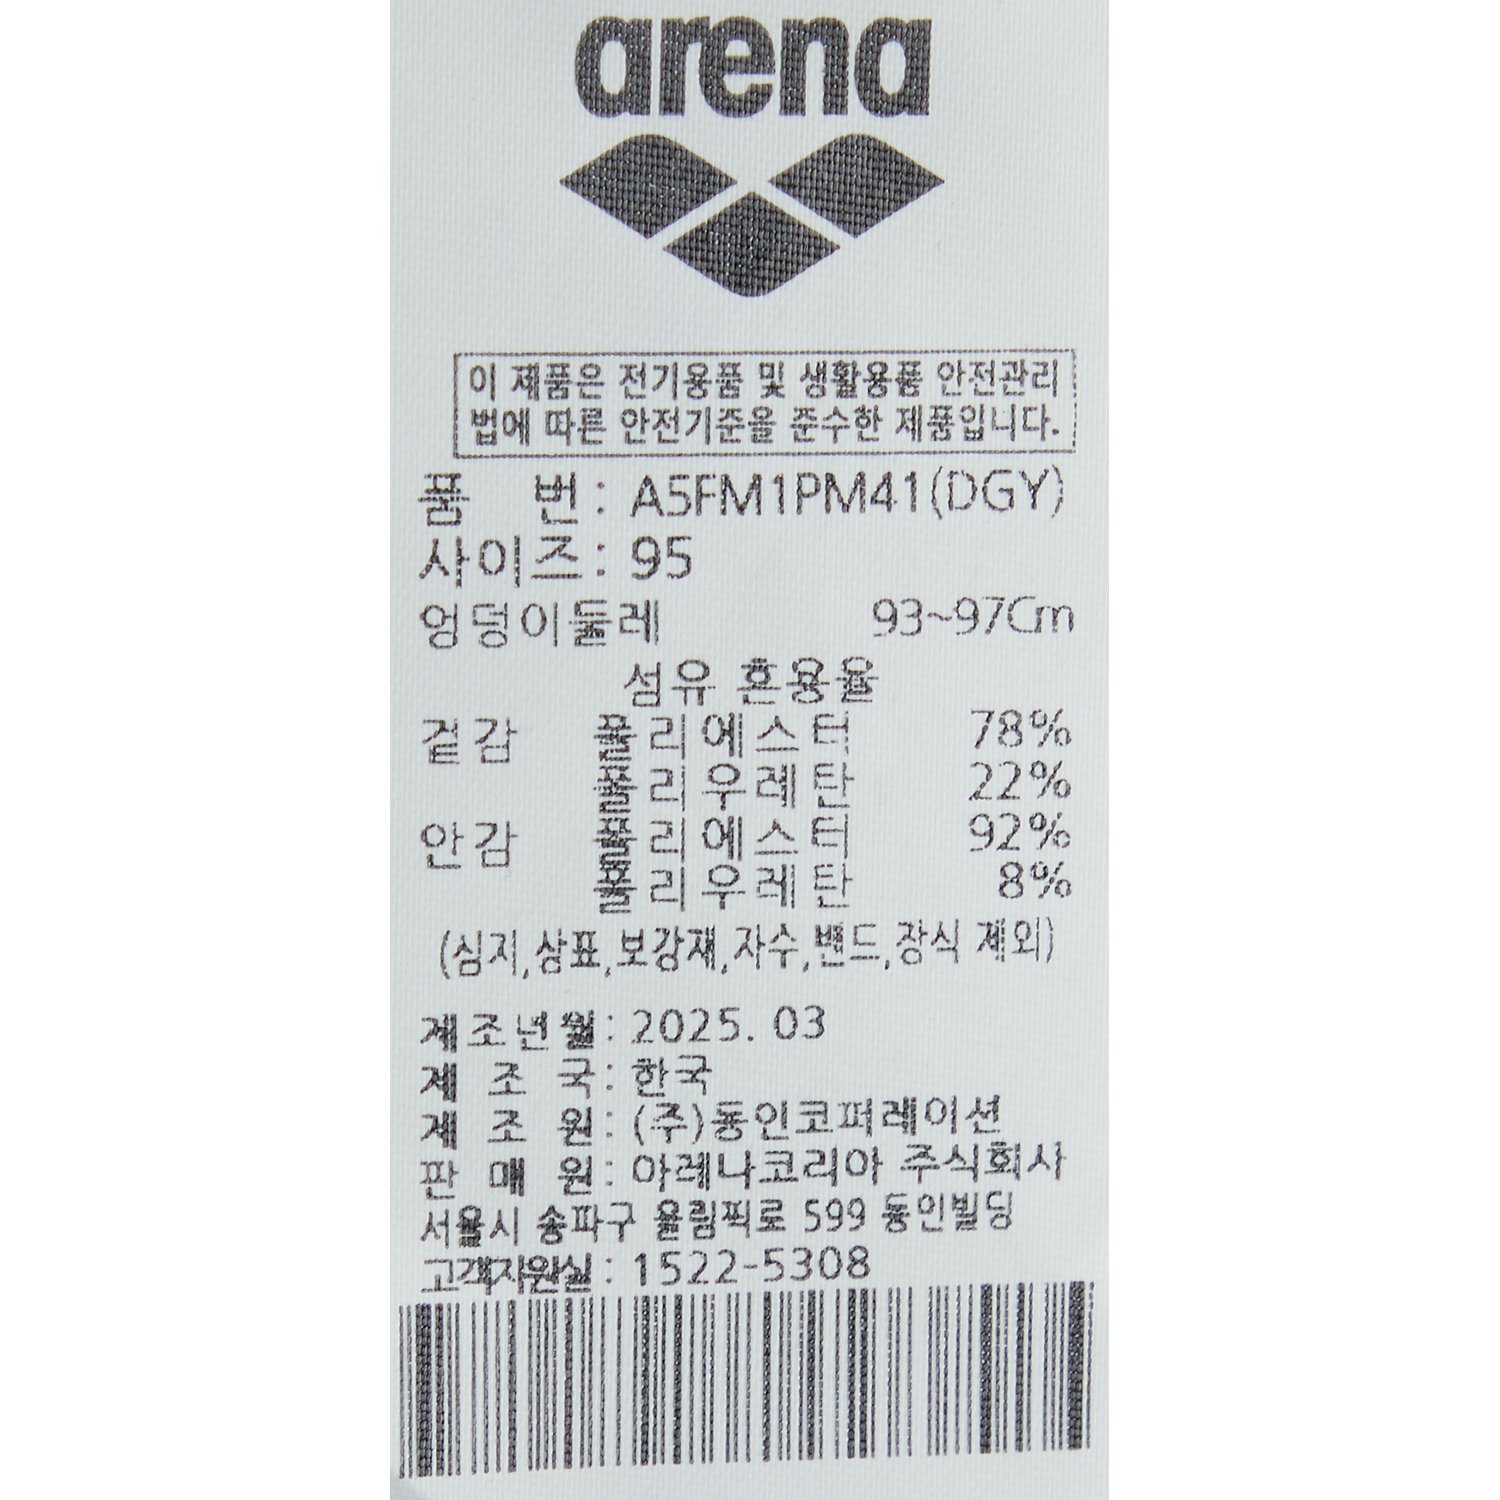 arena
이 제품은 전기용품 및 생활용품 안전관리
법에 따른 안전기준을 준수한 제품입니다.
품 번 : A5FM1PM41(DGY)
사이즈 : 95
엉덩이둘레 93~97Cm
섬유 혼용율
겉감 폴리에스터 78%
폴리우레탄 22%
안감 폴리에스터 92%
폴리우레탄 8%
(심지,상표,보강재,자수,밴드,장식 제외)
제조년월 : 2025. 03
제 조 국 : 한국
제 조 원 : (주)동인코퍼레이션
판 매 원 : 아레나코리아 주식회사
서울시 송파구 올림픽로 599 동인빌딩
고객지원실 : 1522-5308